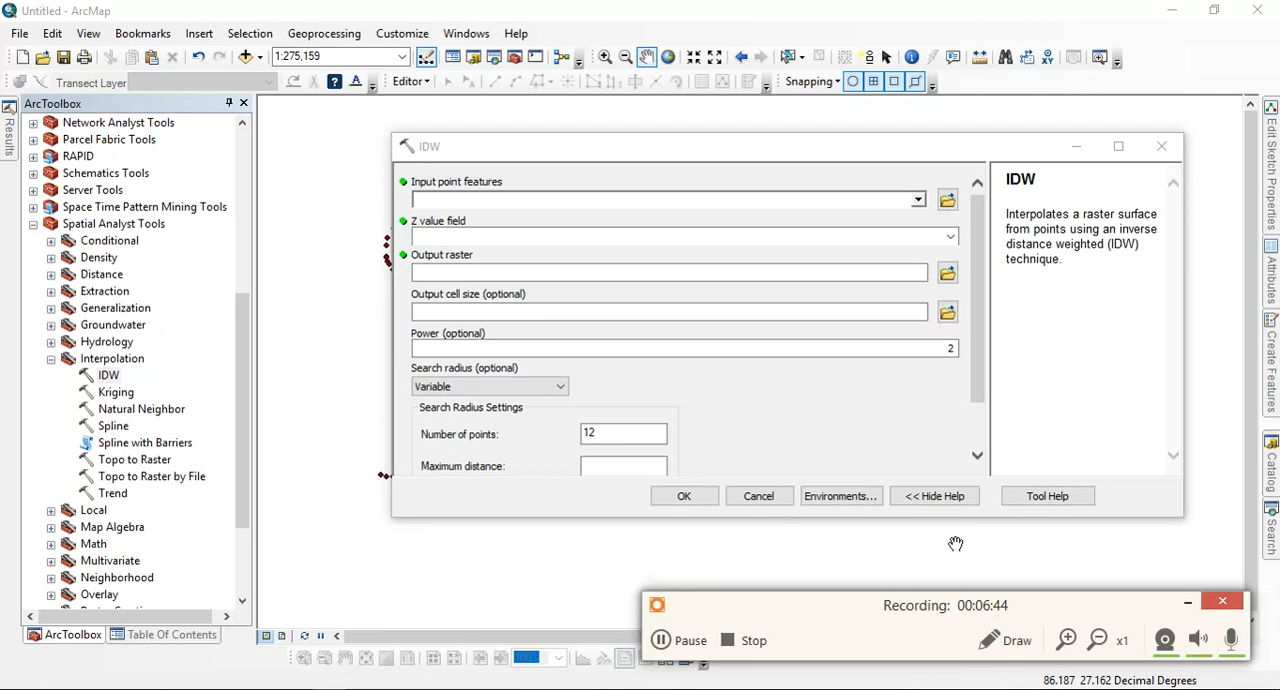 Untitled - ArcMap
File Edit View Bookmarks Insert Selection Geoprocessing Customize Windows Help
1:275,159
Transect Layer
Editor
Snapping
ArcToolbox
Results
Network Analyst Tools
Parcel Fabric Tools
RAPID
Schematics Tools
Server Tools
Space Time Pattern Mining Tools
Spatial Analyst Tools
Conditional
Density
Distance
Extraction
Generalization
Groundwater
Hydrology
Interpolation
IDW
Kriging
Natural Neighbor
Spline
Spline with Barriers
Topo to Raster
Topo to Raster by File
Trend
Local
Map Algebra
Math
Multivariate
Neighborhood
Overlay
ArcToolbox Table Of Contents
IDW
Input point features
Z value field
Output raster
Output cell size (optional)
Power (optional)
2
Search radius (optional)
Variable
Search Radius Settings
Number of points: 12
Maximum distance:
OK Cancel Environments... << Hide Help Tool Help
IDW
Interpolates a raster surface
from points using an inverse
distance weighted (IDW)
technique.
Edit Sketch Properties
Attributes
Create Features
Catalog
Search
Recording: 00:06:44
Pause Stop Draw x1
86.187 27.162 Decimal Degrees